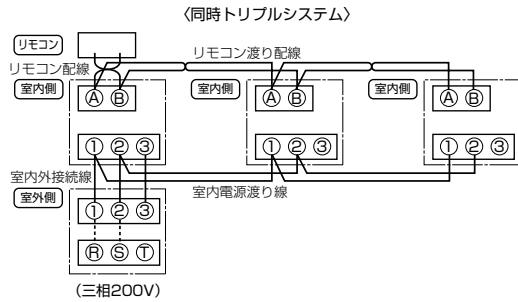 〈同時トリプルシステム〉
リモコン
リモコン渡り配線
リモコン配線
室内側 室内側 室内側
Ⓐ Ⓑ Ⓐ Ⓑ Ⓐ Ⓑ
① ② ③ ① ② ③ ① ② ③
室内外接続線 室内電源渡り線
室外側
① ② ③
Ⓡ Ⓢ Ⓣ
(三相200V)